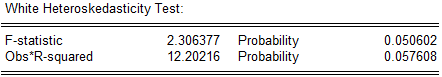 White Heteroskedasticity Test:
F-statistic 2.306377 Probability 0.050602
Obs*R-squared 12.20216 Probability 0.057608